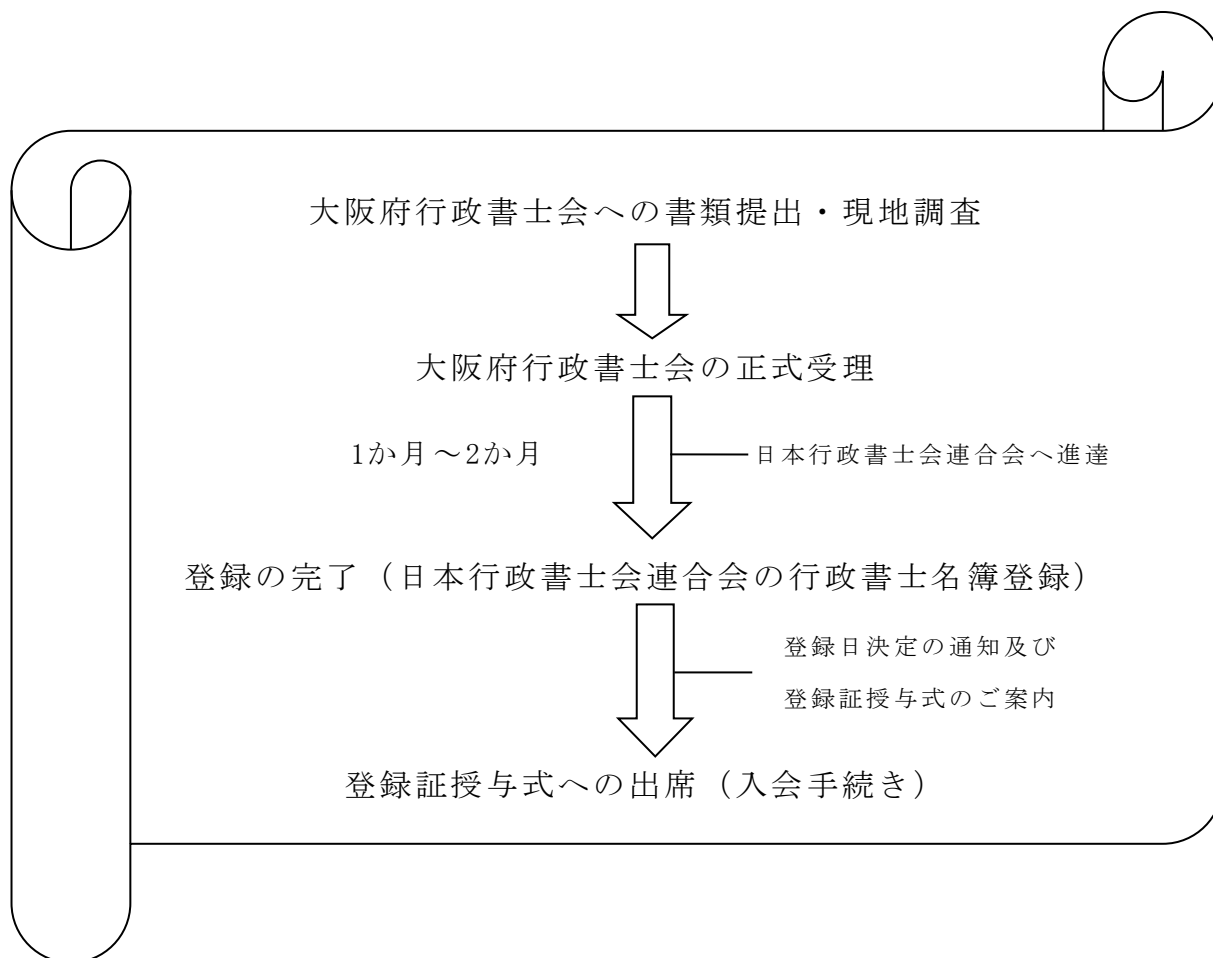 大阪府行政書士会への書類提出・現地調査
大阪府行政書士会の正式受理
1か月～2か月
日本行政書士会連合会へ進達
登録の完了（日本行政書士会連合会の行政書士名簿登録）
登録日決定の通知及び
登録証授与式のご案内
登録証授与式への出席（入会手続き）